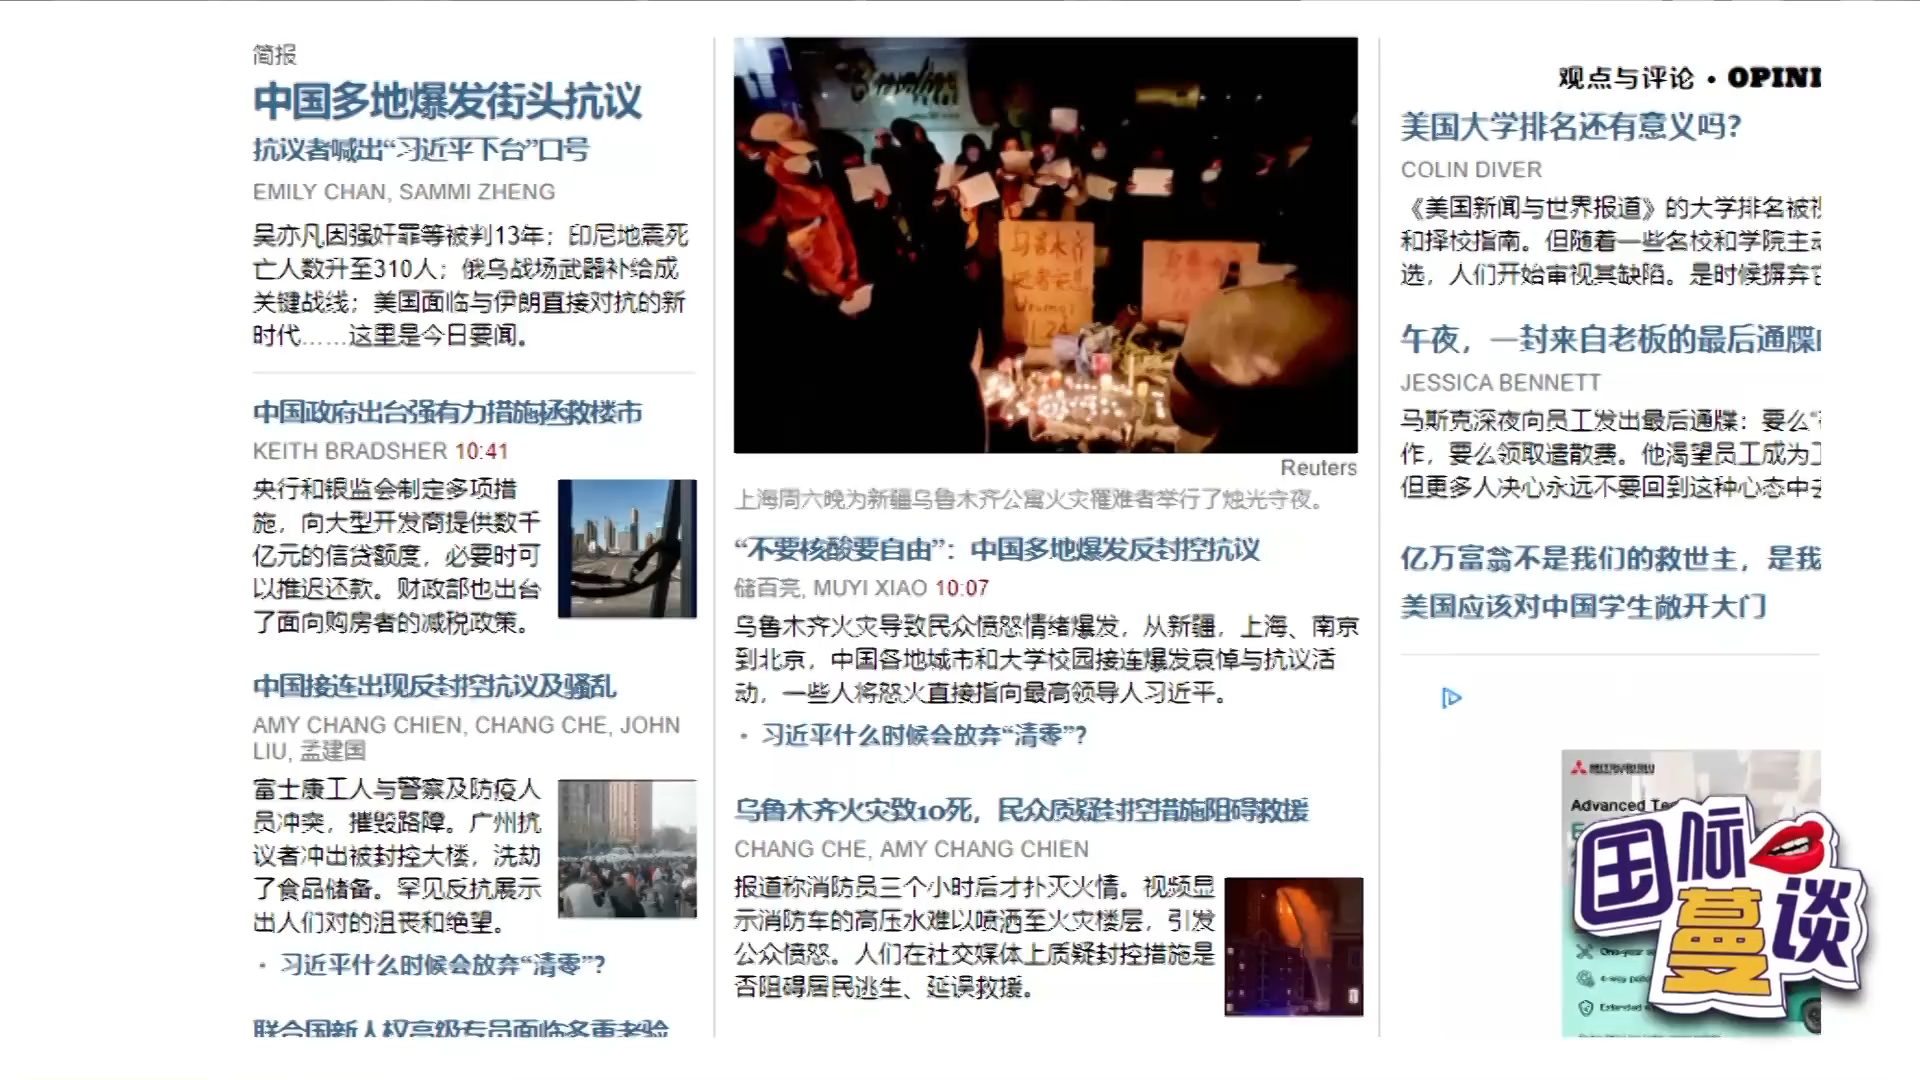 简报
中国多地爆发街头抗议
抗议者喊出“习近平下台”口号
EMILY CHAN, SAMMI ZHENG
吴亦凡因强奸罪等被判13年；印尼地震死
亡人数升至310人；俄乌战场武器补给成
关键战线；美国面临与伊朗直接对抗的新
时代……这里是今日要闻。
中国政府出台强有力措施拯救楼市
KEITH BRADSHER 10:41
央行和银监会制定多项措
施，向大型开发商提供数千
亿元的信贷额度，必要时可
以推迟还款。财政部也出台
了面向购房者的减税政策。
中国接连出现反封控抗议及骚乱
AMY CHANG CHIEN, CHANG CHE, JOHN
LIU, 孟建国
富士康工人与警察及防疫人
员冲突，摧毁路障。广州抗
议者冲出被封控大楼，洗劫
了食品储备。罕见反抗展示
出人们对的沮丧和绝望。
· 习近平什么时候会放弃“清零”？
联合国新人权高级专员面临多重考验
乌鲁木齐
Urumqi
11.24
Reuters
上海周六晚为新疆乌鲁木齐公寓火灾罹难者举行了烛光守夜。
“不要核酸要自由”：中国多地爆发反封控抗议
储百亮, MUYI XIAO 10:07
乌鲁木齐火灾导致民众愤怒情绪爆发，从新疆，上海、南京
到北京，中国各地城市和大学校园接连爆发哀悼与抗议活
动，一些人将怒火直接指向最高领导人习近平。
· 习近平什么时候会放弃“清零”？
乌鲁木齐火灾致10死，民众质疑封控措施阻碍救援
CHANG CHE, AMY CHANG CHIEN
报道称消防员三个小时后才扑灭火情。视频显
示消防车的高压水难以喷洒至火灾楼层，引发
公众愤怒。人们在社交媒体上质疑封控措施是
否阻碍居民逃生、延误救援。
观点与评论 • OPINI
美国大学排名还有意义吗？
COLIN DIVER
《美国新闻与世界报道》的大学排名被
和择校指南。但随着一些名校和学院主
选，人们开始审视其缺陷。是时候摒弃
午夜，一封来自老板的最后通牒
JESSICA BENNETT
马斯克深夜向员工发出最后通牒：要么“
作，要么领取遣散费。他渴望员工成为
但更多人决心永远不要回到这种心态中
亿万富翁不是我们的救世主，是我
美国应该对中国学生敞开大门
Advanced Te
国际蔓谈